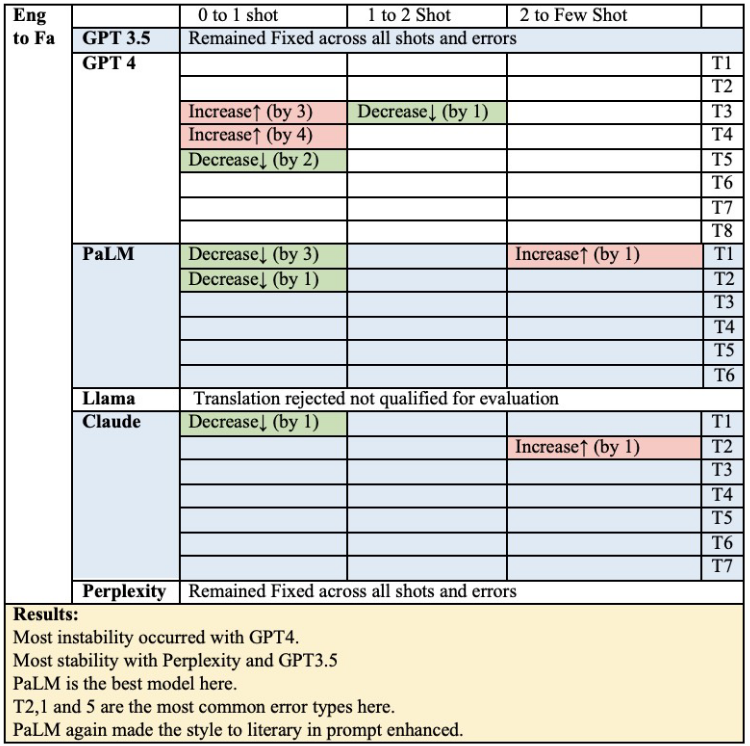 Eng to Fa 0 to 1 shot 1 to 2 Shot 2 to Few Shot
GPT 3.5 Remained Fixed across all shots and errors
GPT 4 T1
T2
Increase↑ (by 3) Decrease↓ (by 1) T3
Increase↑ (by 4) T4
Decrease↓ (by 2) T5
T6
T7
T8
PaLM Decrease↓ (by 3) Increase↑ (by 1) T1
Decrease↓ (by 1) T2
T3
T4
T5
T6
Llama Translation rejected not qualified for evaluation
Claude Decrease↓ (by 1) T1
Increase↑ (by 1) T2
T3
T4
T5
T6
T7
Perplexity Remained Fixed across all shots and errors
Results:
Most instability occurred with GPT4.
Most stability with Perplexity and GPT3.5
PaLM is the best model here.
T2,1 and 5 are the most common error types here.
PaLM again made the style to literary in prompt enhanced.